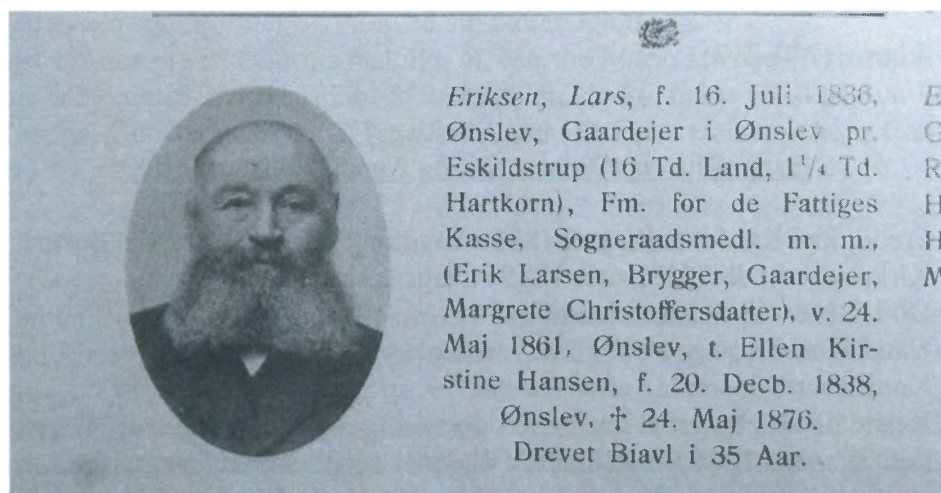 Eriksen, Lars, f. 16. Juli 1836,
Ønslev, Gaardejer i Ønslev pr.
Eskildstrup (16 Td. Land, 1¹/₄ Td.
Hartkorn), Fm. for de Fattiges
Kasse, Sogneraadsmedl. m. m.,
(Erik Larsen, Brygger, Gaardejer,
Margrete Christoffersdatter), v. 24.
Maj 1861, Ønslev, t. Ellen Kir-
stine Hansen, f. 20. Decb. 1838,
Ønslev, † 24. Maj 1876.
Drevet Biavl i 35 Aar.